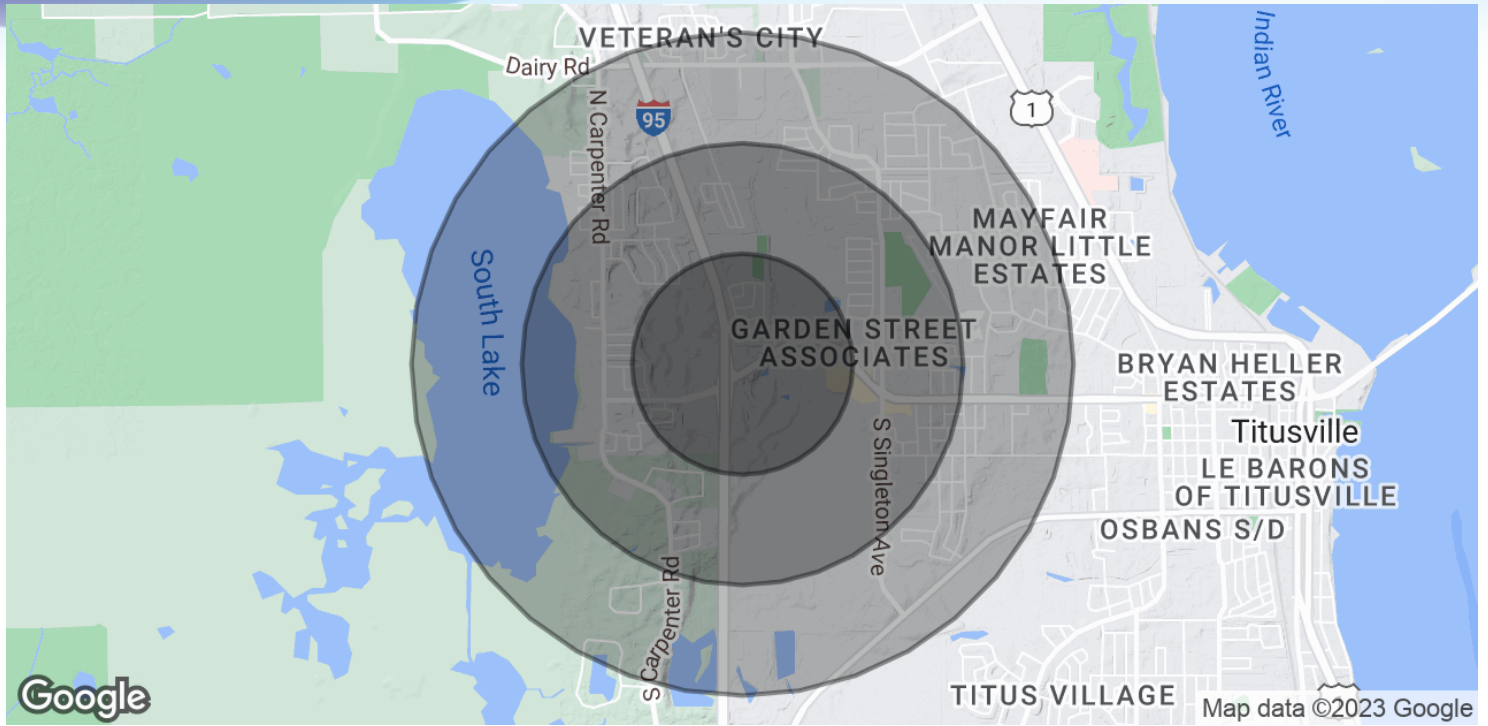 VETERAN'S CITY
Dairy Rd
N Carpenter Rd
95
1
Indian River
MAYFAIR
MANOR LITTLE
ESTATES
South Lake
GARDEN STREET
ASSOCIATES
BRYAN HELLER
ESTATES
Titusville
LE BARONS
OF TITUSVILLE
OSBANS S/D
S Singleton Ave
S Carpenter Rd
TITUS VILLAGE
Google
Map data ©2023 Google